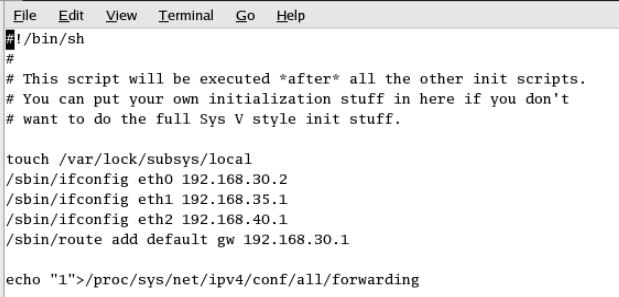 File Edit View Terminal Go Help
#!/bin/sh
#
# This script will be executed *after* all the other init scripts.
# You can put your own initialization stuff in here if you don't
# want to do the full Sys V style init stuff.
touch /var/lock/subsys/local
/sbin/ifconfig eth0 192.168.30.2
/sbin/ifconfig eth1 192.168.35.1
/sbin/ifconfig eth2 192.168.40.1
/sbin/route add default gw 192.168.30.1
echo "1">/proc/sys/net/ipv4/conf/all/forwarding